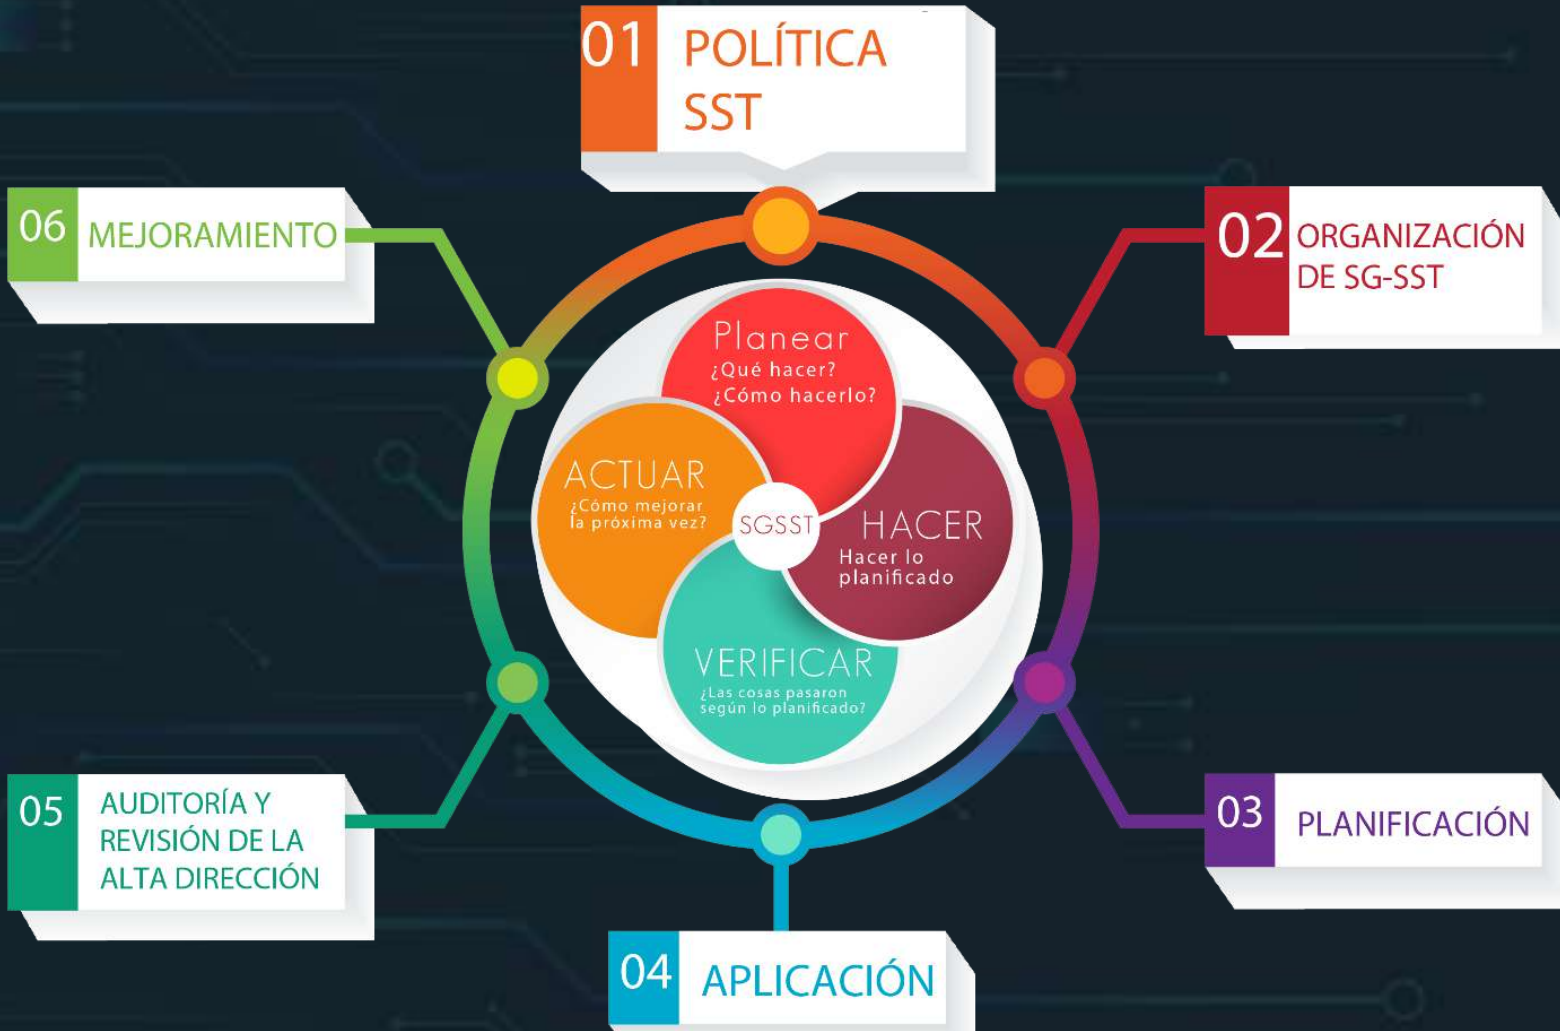 01
POLÍTICA
SST
02
ORGANIZACIÓN
DE SG-SST
03
PLANIFICACIÓN
04
APLICACIÓN
05
AUDITORÍA Y
REVISIÓN DE LA
ALTA DIRECCIÓN
06
MEJORAMIENTO
Planear
¿Qué hacer?
¿Cómo hacerlo?
HACER
Hacer lo
planificado
VERIFICAR
¿Las cosas pasaron
según lo planificado?
ACTUAR
¿Cómo mejorar
la próxima vez?
SGSST